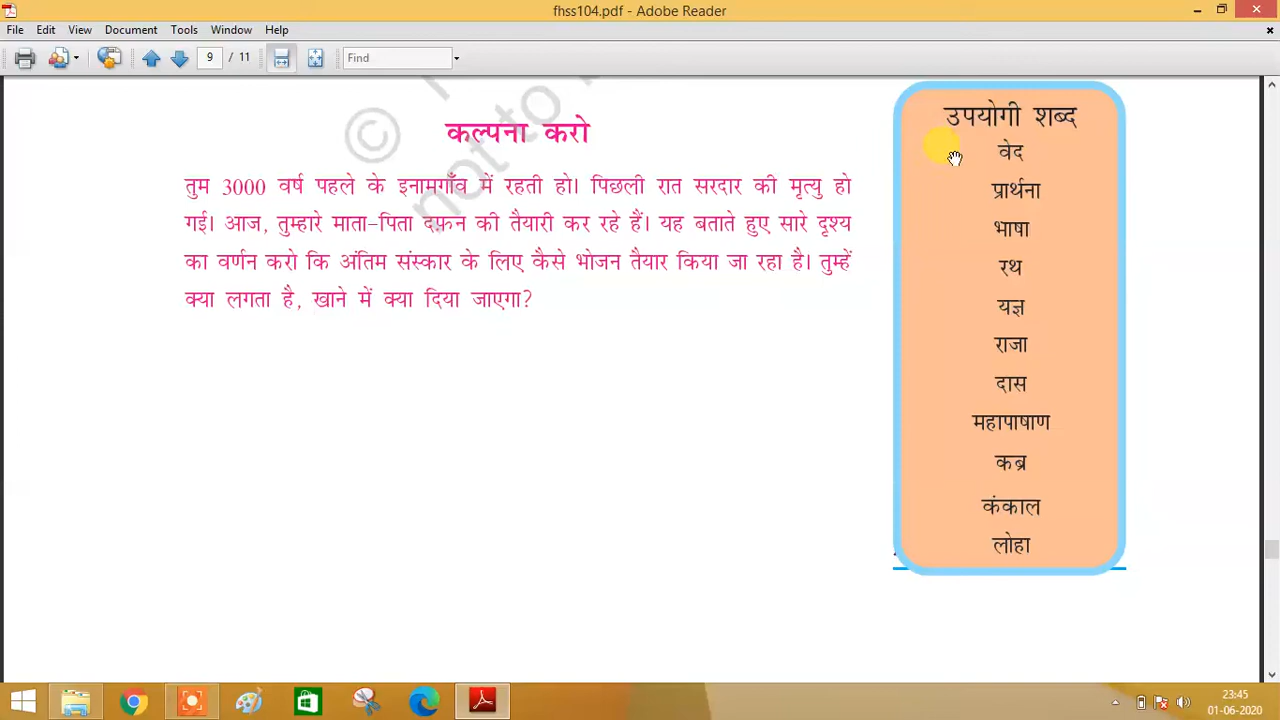 fhss104.pdf - Adobe Reader
File Edit View Document Tools Window Help
9 / 11 Find
©
not to
कल्पना करो
तुम 3000 वर्ष पहले के इनामगाँव में रहती हो। पिछली रात सरदार की मृत्यु हो
गई। आज, तुम्हारे माता-पिता दफ़न की तैयारी कर रहे हैं। यह बताते हुए सारे दृश्य
का वर्णन करो कि अंतिम संस्कार के लिए कैसे भोजन तैयार किया जा रहा है। तुम्हें
क्या लगता है, खाने में क्या दिया जाएगा?
उपयोगी शब्द
वेद
प्रार्थना
भाषा
रथ
यज्ञ
राजा
दास
महापाषाण
कब्र
कंकाल
लोहा
23:45
01-06-2020